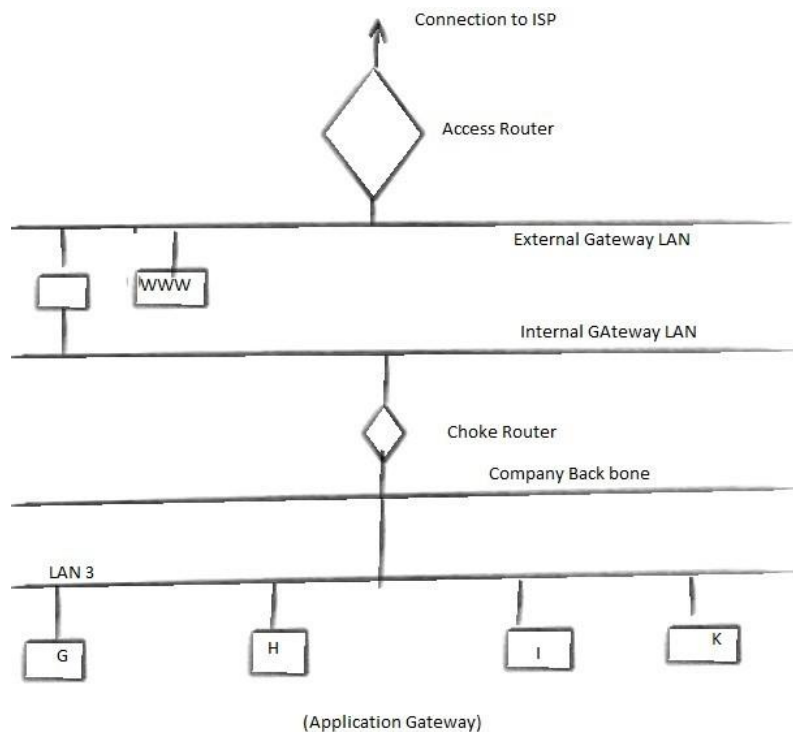 Connection to ISP
Access Router
External Gateway LAN
WWW
Internal GAteway LAN
Choke Router
Company Back bone
LAN 3
G
H
I
K
(Application Gateway)